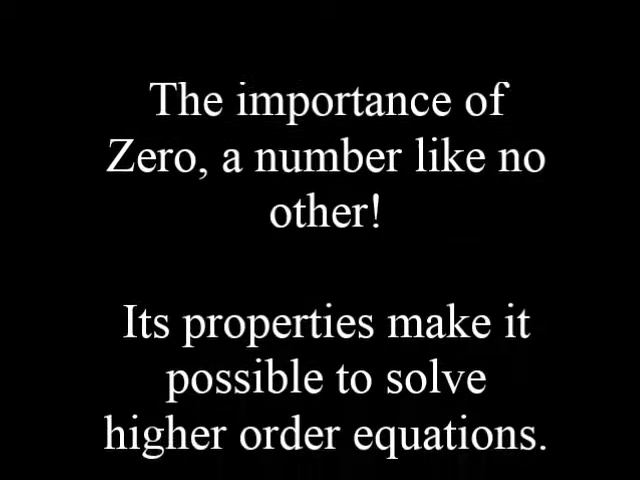 The importance of
Zero, a number like no
other!
Its properties make it
possible to solve
higher order equations.